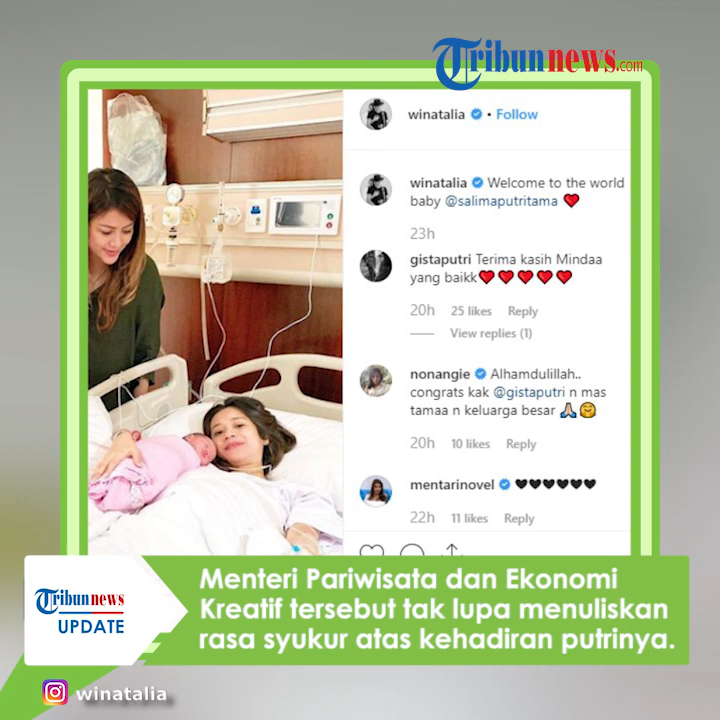 Tribunnews.com
winatalia • Follow
winatalia Welcome to the world
baby @salimaputritama
23h
gistaputri Terima kasih Mindaa
yang baikk
20h 25 likes Reply
View replies (1)
nonangie Alhamdulillah..
congrats kak @gistaputri n mas
tamaa n keluarga besar
20h 10 likes Reply
mentarinovel
22h 11 likes Reply
Menteri Pariwisata dan Ekonomi
Kreatif tersebut tak lupa menuliskan
rasa syukur atas kehadiran putrinya.
Tribunnews
UPDATE
winatalia